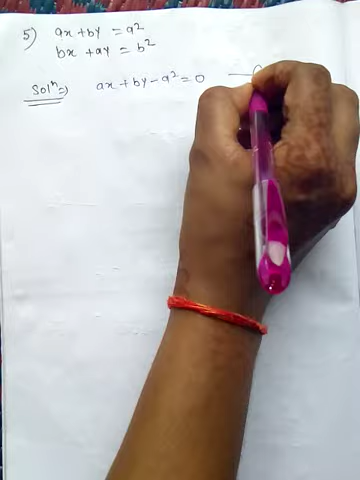 5) ax + by = a²
bx + ay = b²
Solⁿ ⇒ ax + by - a² = 0